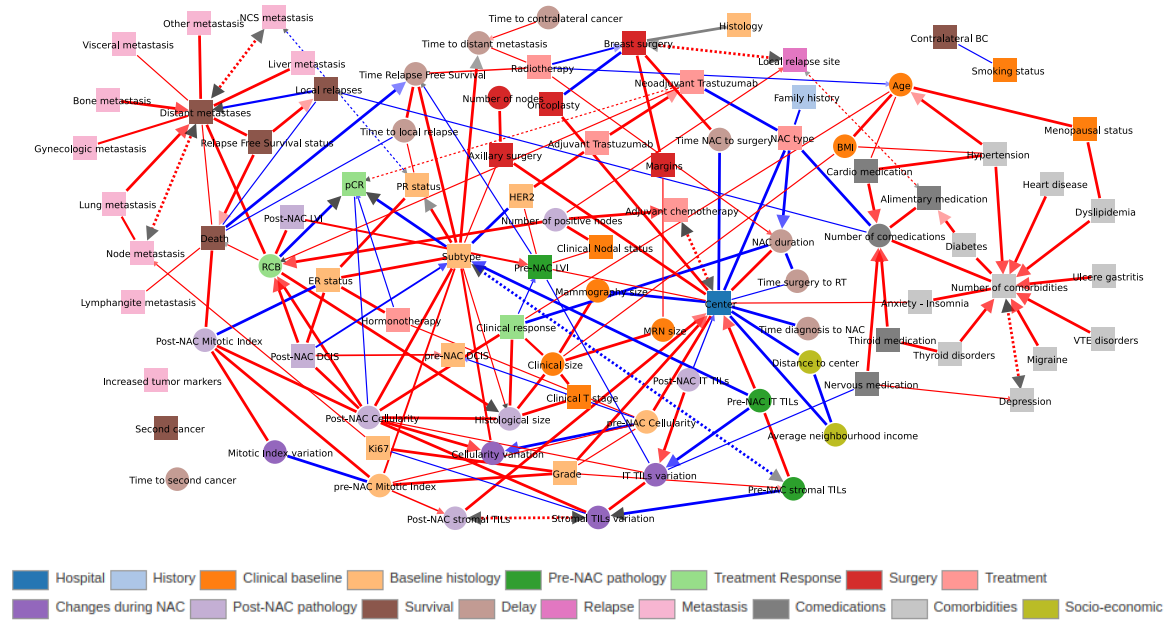 NCS metastasis
Time to contralateral cancer
Other metastasis
Histology
Contralateral BC
Visceral metastasis
Time to distant metastasis
Breast surgery
Liver metastasis
Time Relapse Free Survival
Radiotherapy
Local relapse site
Smoking status
Local relapses
Neoadjuvant Trastuzumab
Age
Bone metastasis
Number of nodes
Oncoplasty
Family history
Distant metastases
Time to local relapse
Menopausal status
Gynecologic metastasis
Relapse Free Survival status
Adjuvant Trastuzumab
Time NAC to surgery
NAC type
BMI
Hypertension
Axillary surgery
Margins
Cardio medication
pCR
PR status
Heart disease
Lung metastasis
HER2
Alimentary medication
Post-NAC LVI
Number of positive nodes
Adjuvant chemotherapy
Dyslipidemia
Death
Number of comedications
Node metastasis
Clinical Nodal status
NAC duration
Diabetes
Subtype
RCB
Pre-NAC LVI
Ulcere gastritis
ER status
Time surgery to RT
Number of comorbidities
Lymphangite metastasis
Mammography size
Center
Anxiety - Insomnia
Hormonotherapy
Clinical response
MRN size
Time diagnosis to NAC
Post-NAC Mitotic Index
Thiroid medication
VTE disorders
Post-NAC DCIS
pre-NAC DCIS
Thyroid disorders
Migraine
Clinical size
Distance to center
Increased tumor markers
Post-NAC IT TILs
Nervous medication
Clinical T stage
Pre-NAC IT TILs
Depression
Post-NAC Cellularity
Histological size
pre-NAC Cellularity
Second cancer
Average neighbourhood income
Ki67
Mitotic Index variation
Cellularity variation
Grade
IT TILs variation
Time to second cancer
pre-NAC Mitotic Index
Pre-NAC stromal TILs
Post-NAC stromal TILs
Stromal TILs variation
Hospital History Clinical baseline Baseline histology Pre-NAC pathology Treatment Response Surgery Treatment
Changes during NAC Post-NAC pathology Survival Delay Relapse Metastasis Comedications Comorbidities Socio-economic